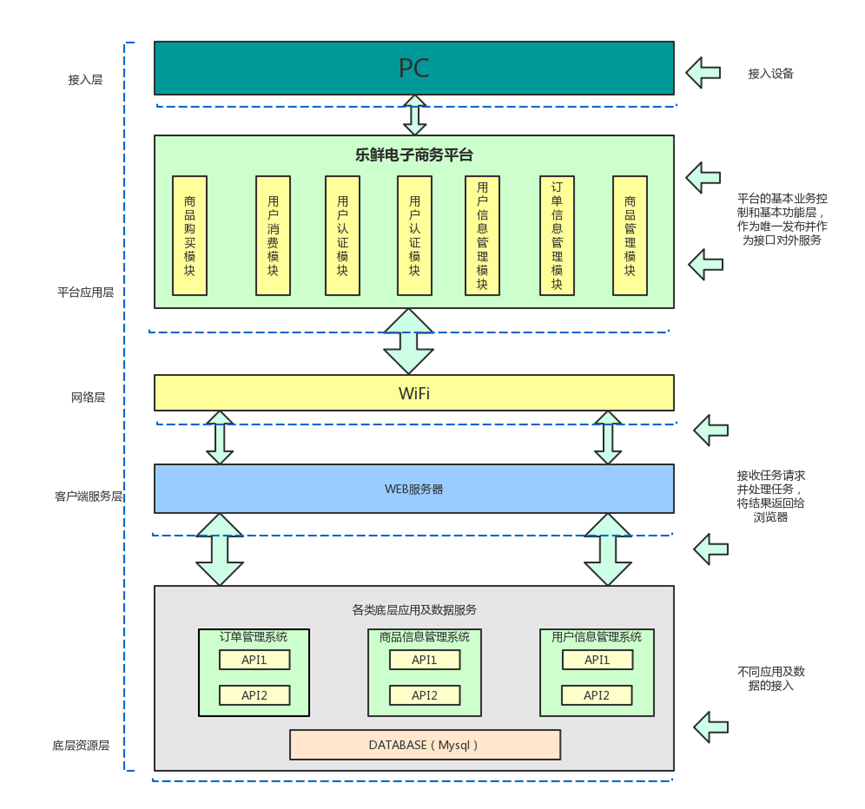 PC
接入层
接入设备
乐鲜电子商务平台
商品购买模块
用户消费模块
用户认证模块
用户认证模块
用户信息管理模块
订单信息管理模块
商品管理模块
平台的基本业务控
制和基本功能层，
作为唯一发布并作
为接口对外服务
平台应用层
网络层
WiFi
客户端服务层
WEB服务器
接收任务请求
并处理任务，
将结果返回给
浏览器
各类底层应用及数据服务
订单管理系统
API1
API2
商品信息管理系统
API1
API2
用户信息管理系统
API1
API2
不同应用及数
据的接入
底层资源层
DATABASE（Mysql）